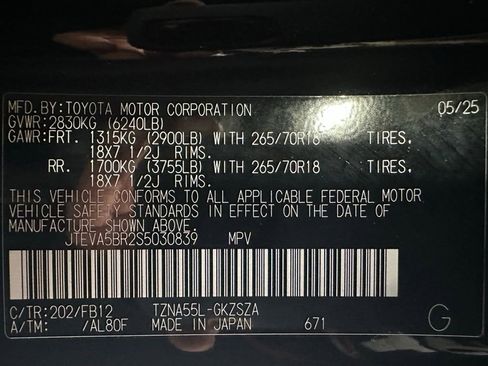 MFD.BY:TOYOTA MOTOR CORPORATION 05/25
GVWR:2830KG (6240LB)
GAWR:FRT. 1315KG (2900LB) WITH 265/70R18 TIRES,
18X7 1/2J RIMS.
RR. 1700KG (3755LB) WITH 265/70R18 TIRES,
18X7 1/2J RIMS.
THIS VEHICLE CONFORMS TO ALL APPLICABLE FEDERAL MOTOR
VEHICLE SAFETY STANDARDS IN EFFECT ON THE DATE OF
MANUFACTURE SHOWN ABOVE.
JTEVA5BR2S5030839 MPV
C/TR:202/FB12 TZNA55L-GKZSZA
A/TM: /AL80F MADE IN JAPAN 671 G